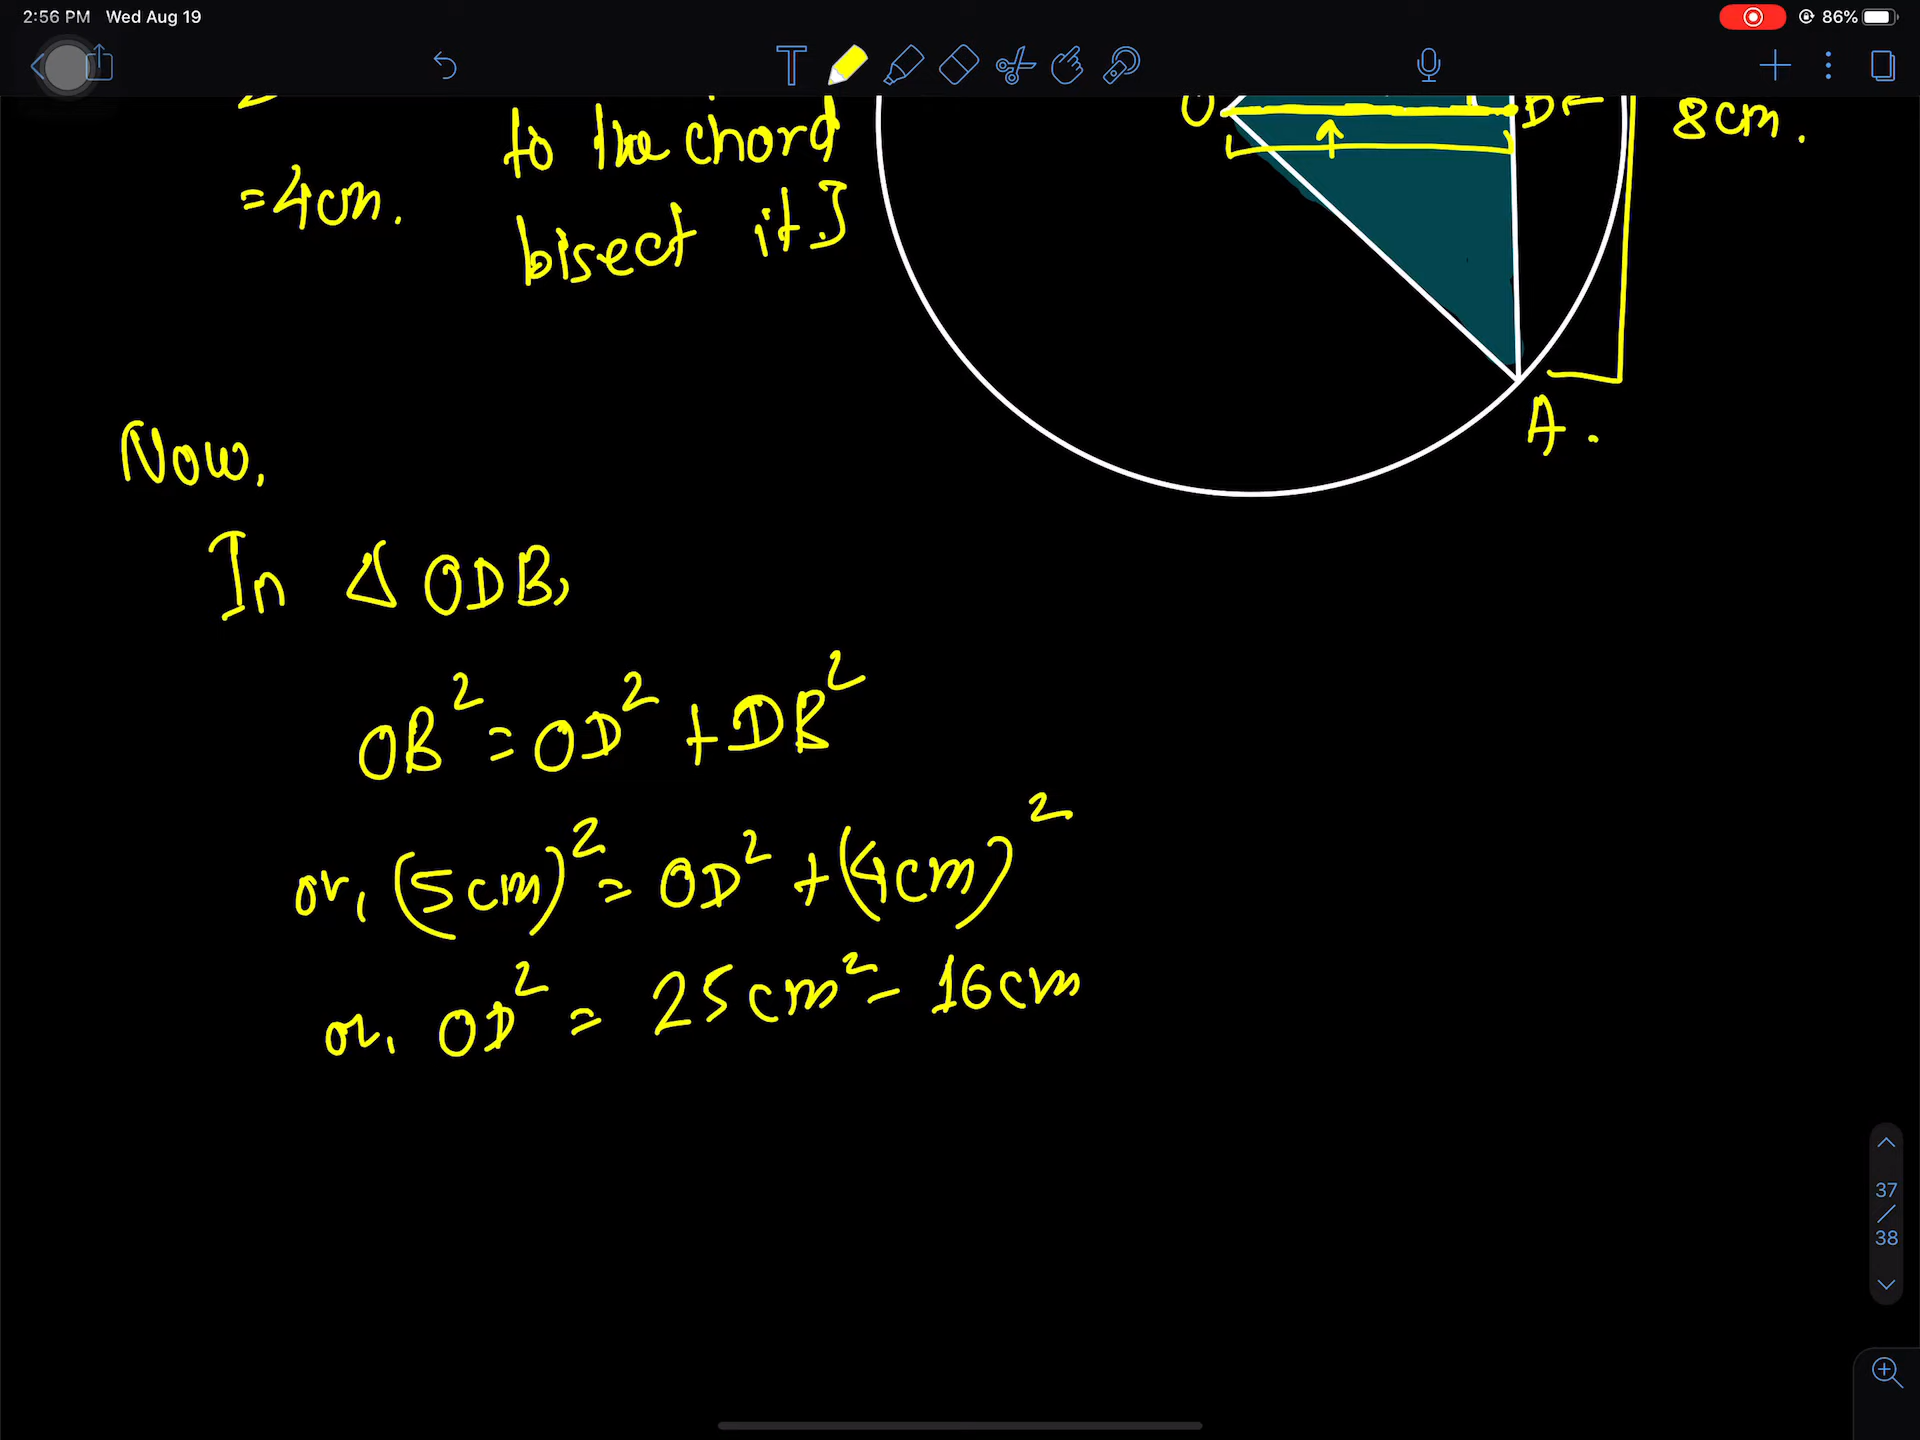 2:56 PM Wed Aug 19
86%
to the chord
= 4cm.
bisect it.]
O
D
8cm.
A.
Now,
In Δ ODB,
OB² = OD² + DB²
or, (5cm)² = OD² + (4cm)²
or, OD² = 25cm² - 16cm
37
/
38